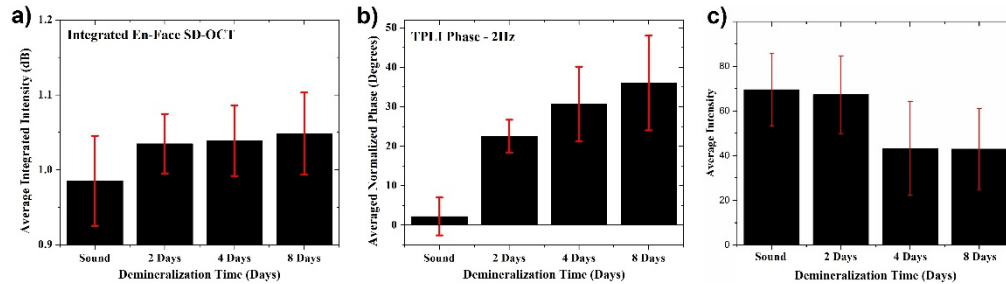 a)
Integrated En-Face SD-OCT
Average Integrated Intensity (dB)
1.2
1.1
1.0
0.9
Sound
2 Days
4 Days
8 Days
Demineralization Time (Days)
b)
TPLI Phase - 2Hz
Averaged Normalized Phase (Degrees)
50
40
30
20
10
0
Sound
2 Days
4 Days
8 Days
Demineralization Time (Days)
c)
Average Intensity
100
80
60
40
20
0
Sound
2 Days
4 Days
8 Days
Demineralization Time (Days)